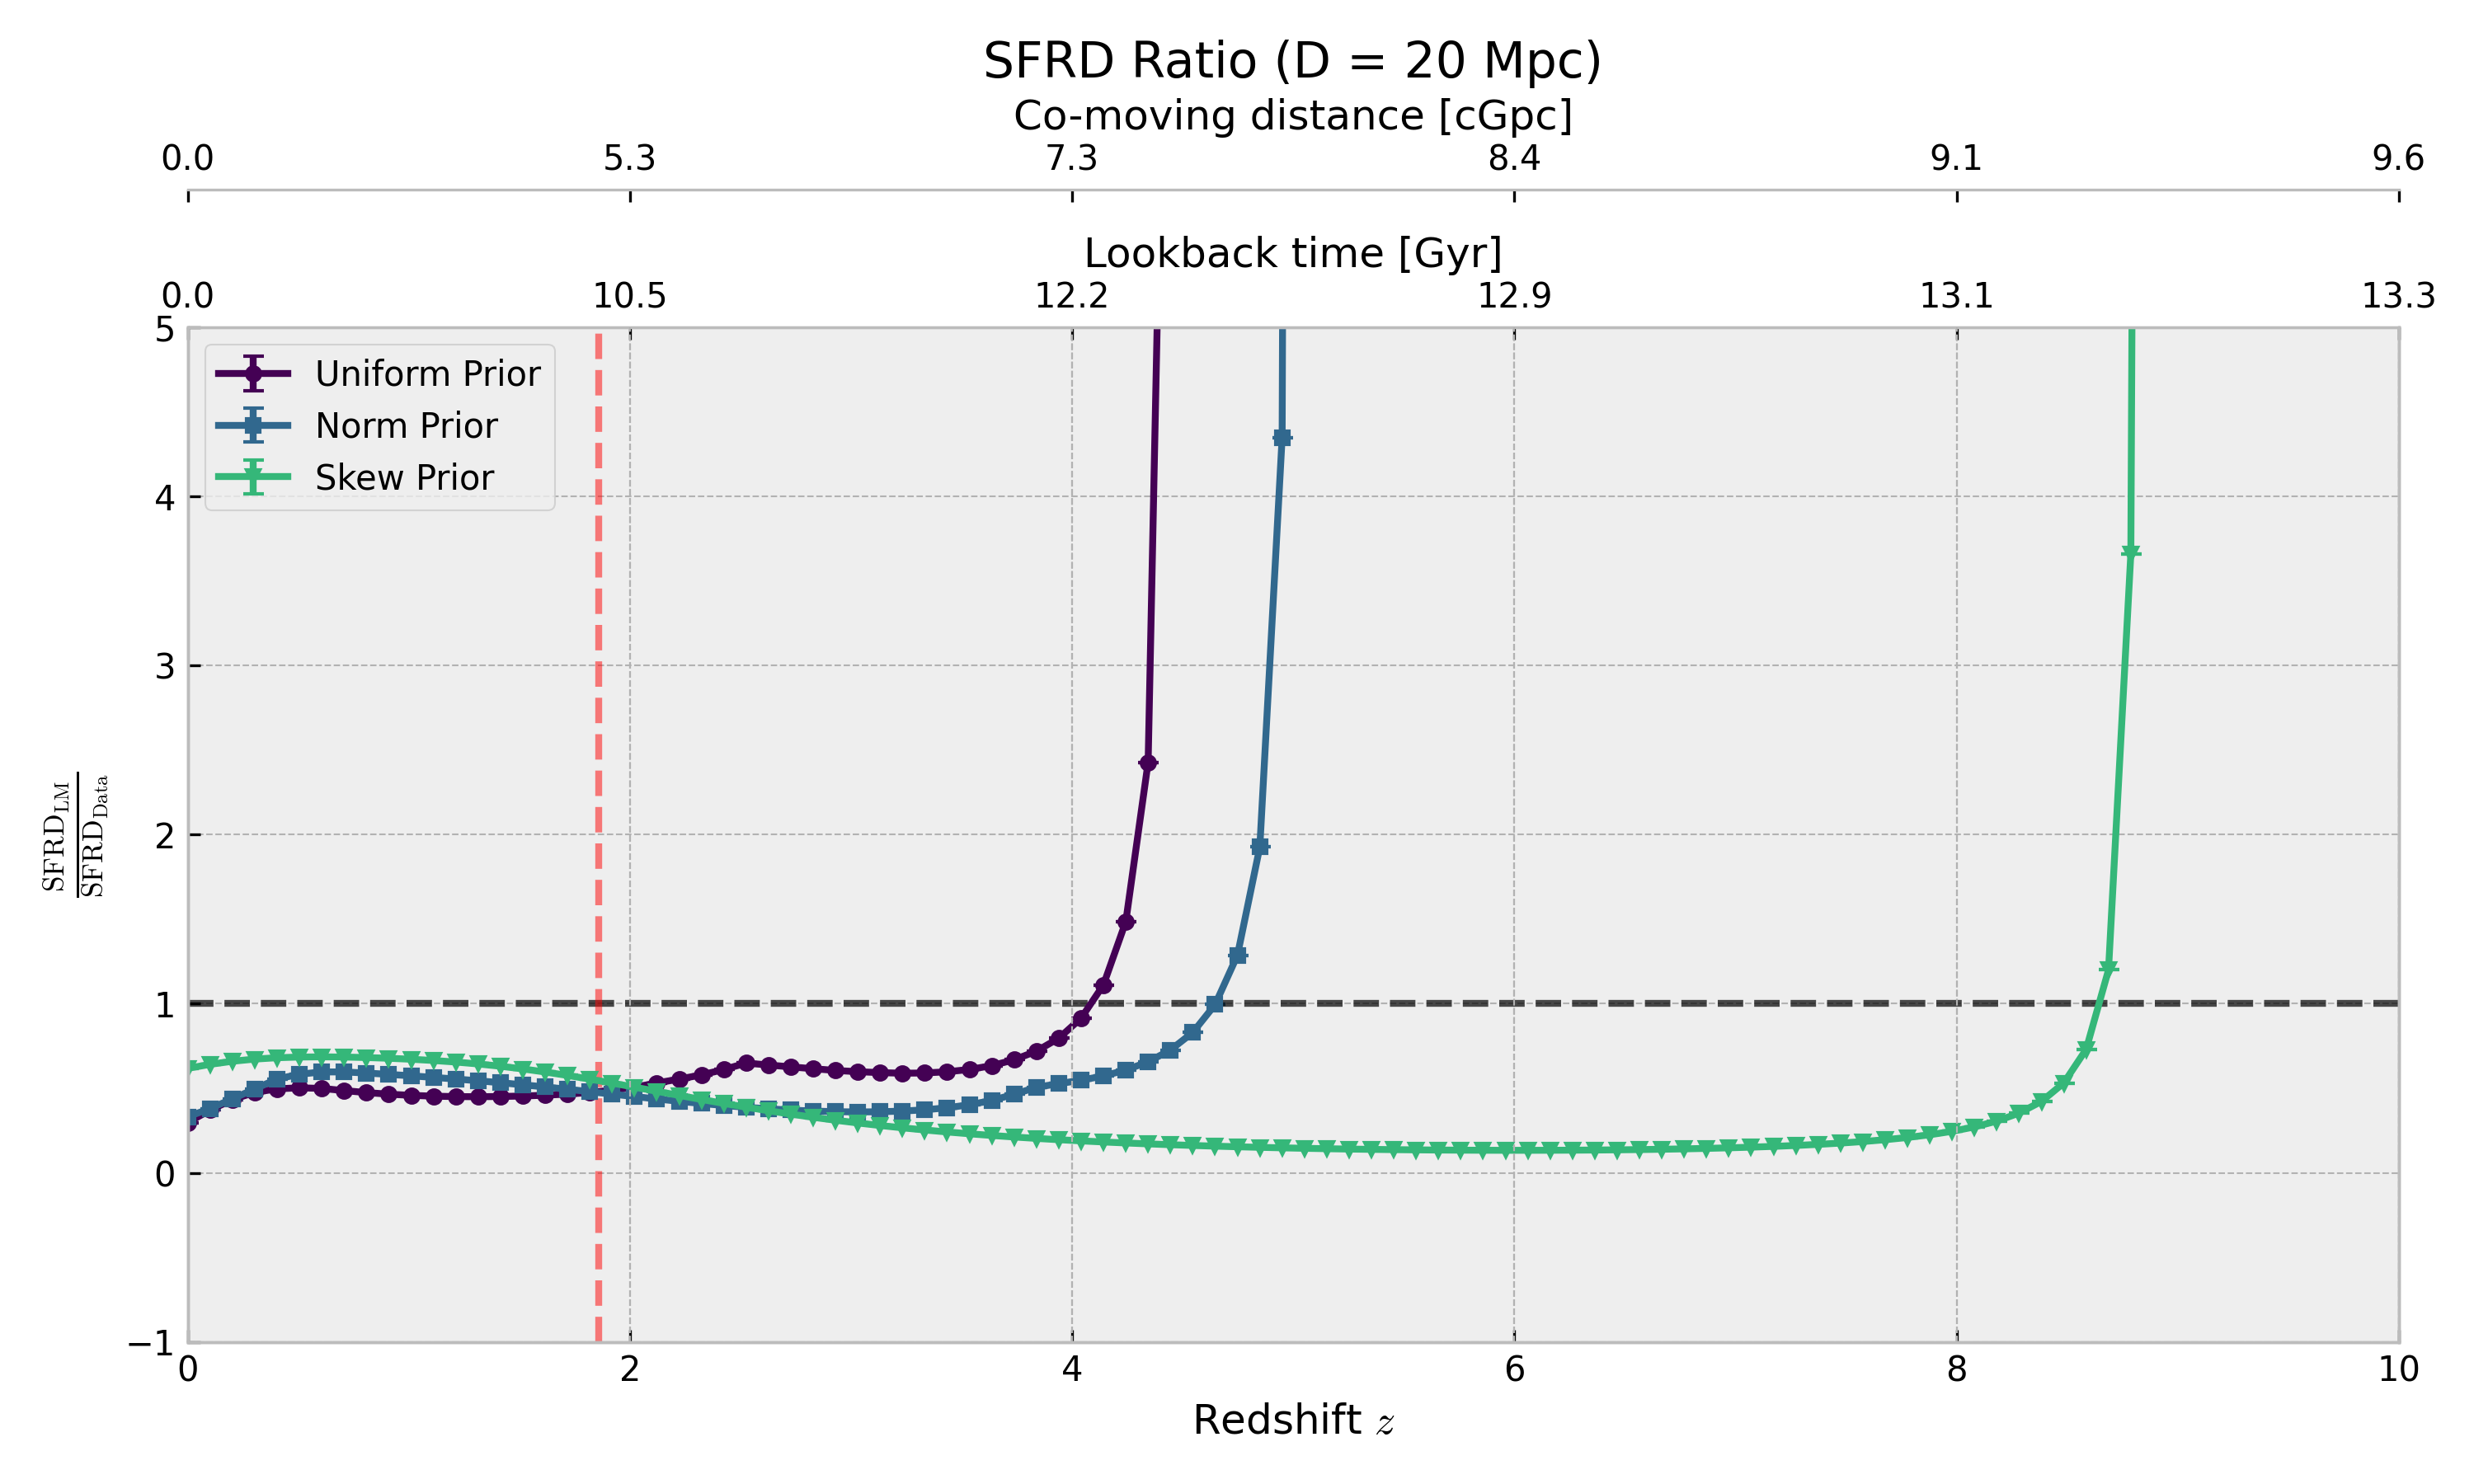 SFRD Ratio (D = 20 Mpc)
Co-moving distance [cGpc]
0.0 5.3 7.3 8.4 9.1 9.6
Lookback time [Gyr]
0.0 10.5 12.2 12.9 13.1 13.3
Uniform Prior
Norm Prior
Skew Prior
5
4
3
2
1
0
−1
SFRD_LM
SFRD_Data
0 2 4 6 8 10
Redshift z